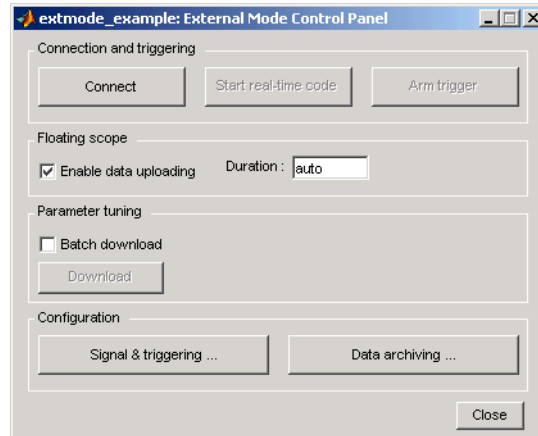 extmode_example: External Mode Control Panel
Connection and triggering
Connect
Start real-time code
Arm trigger
Floating scope
Enable data uploading
Duration :
auto
Parameter tuning
Batch download
Download
Configuration
Signal & triggering ...
Data archiving ...
Close